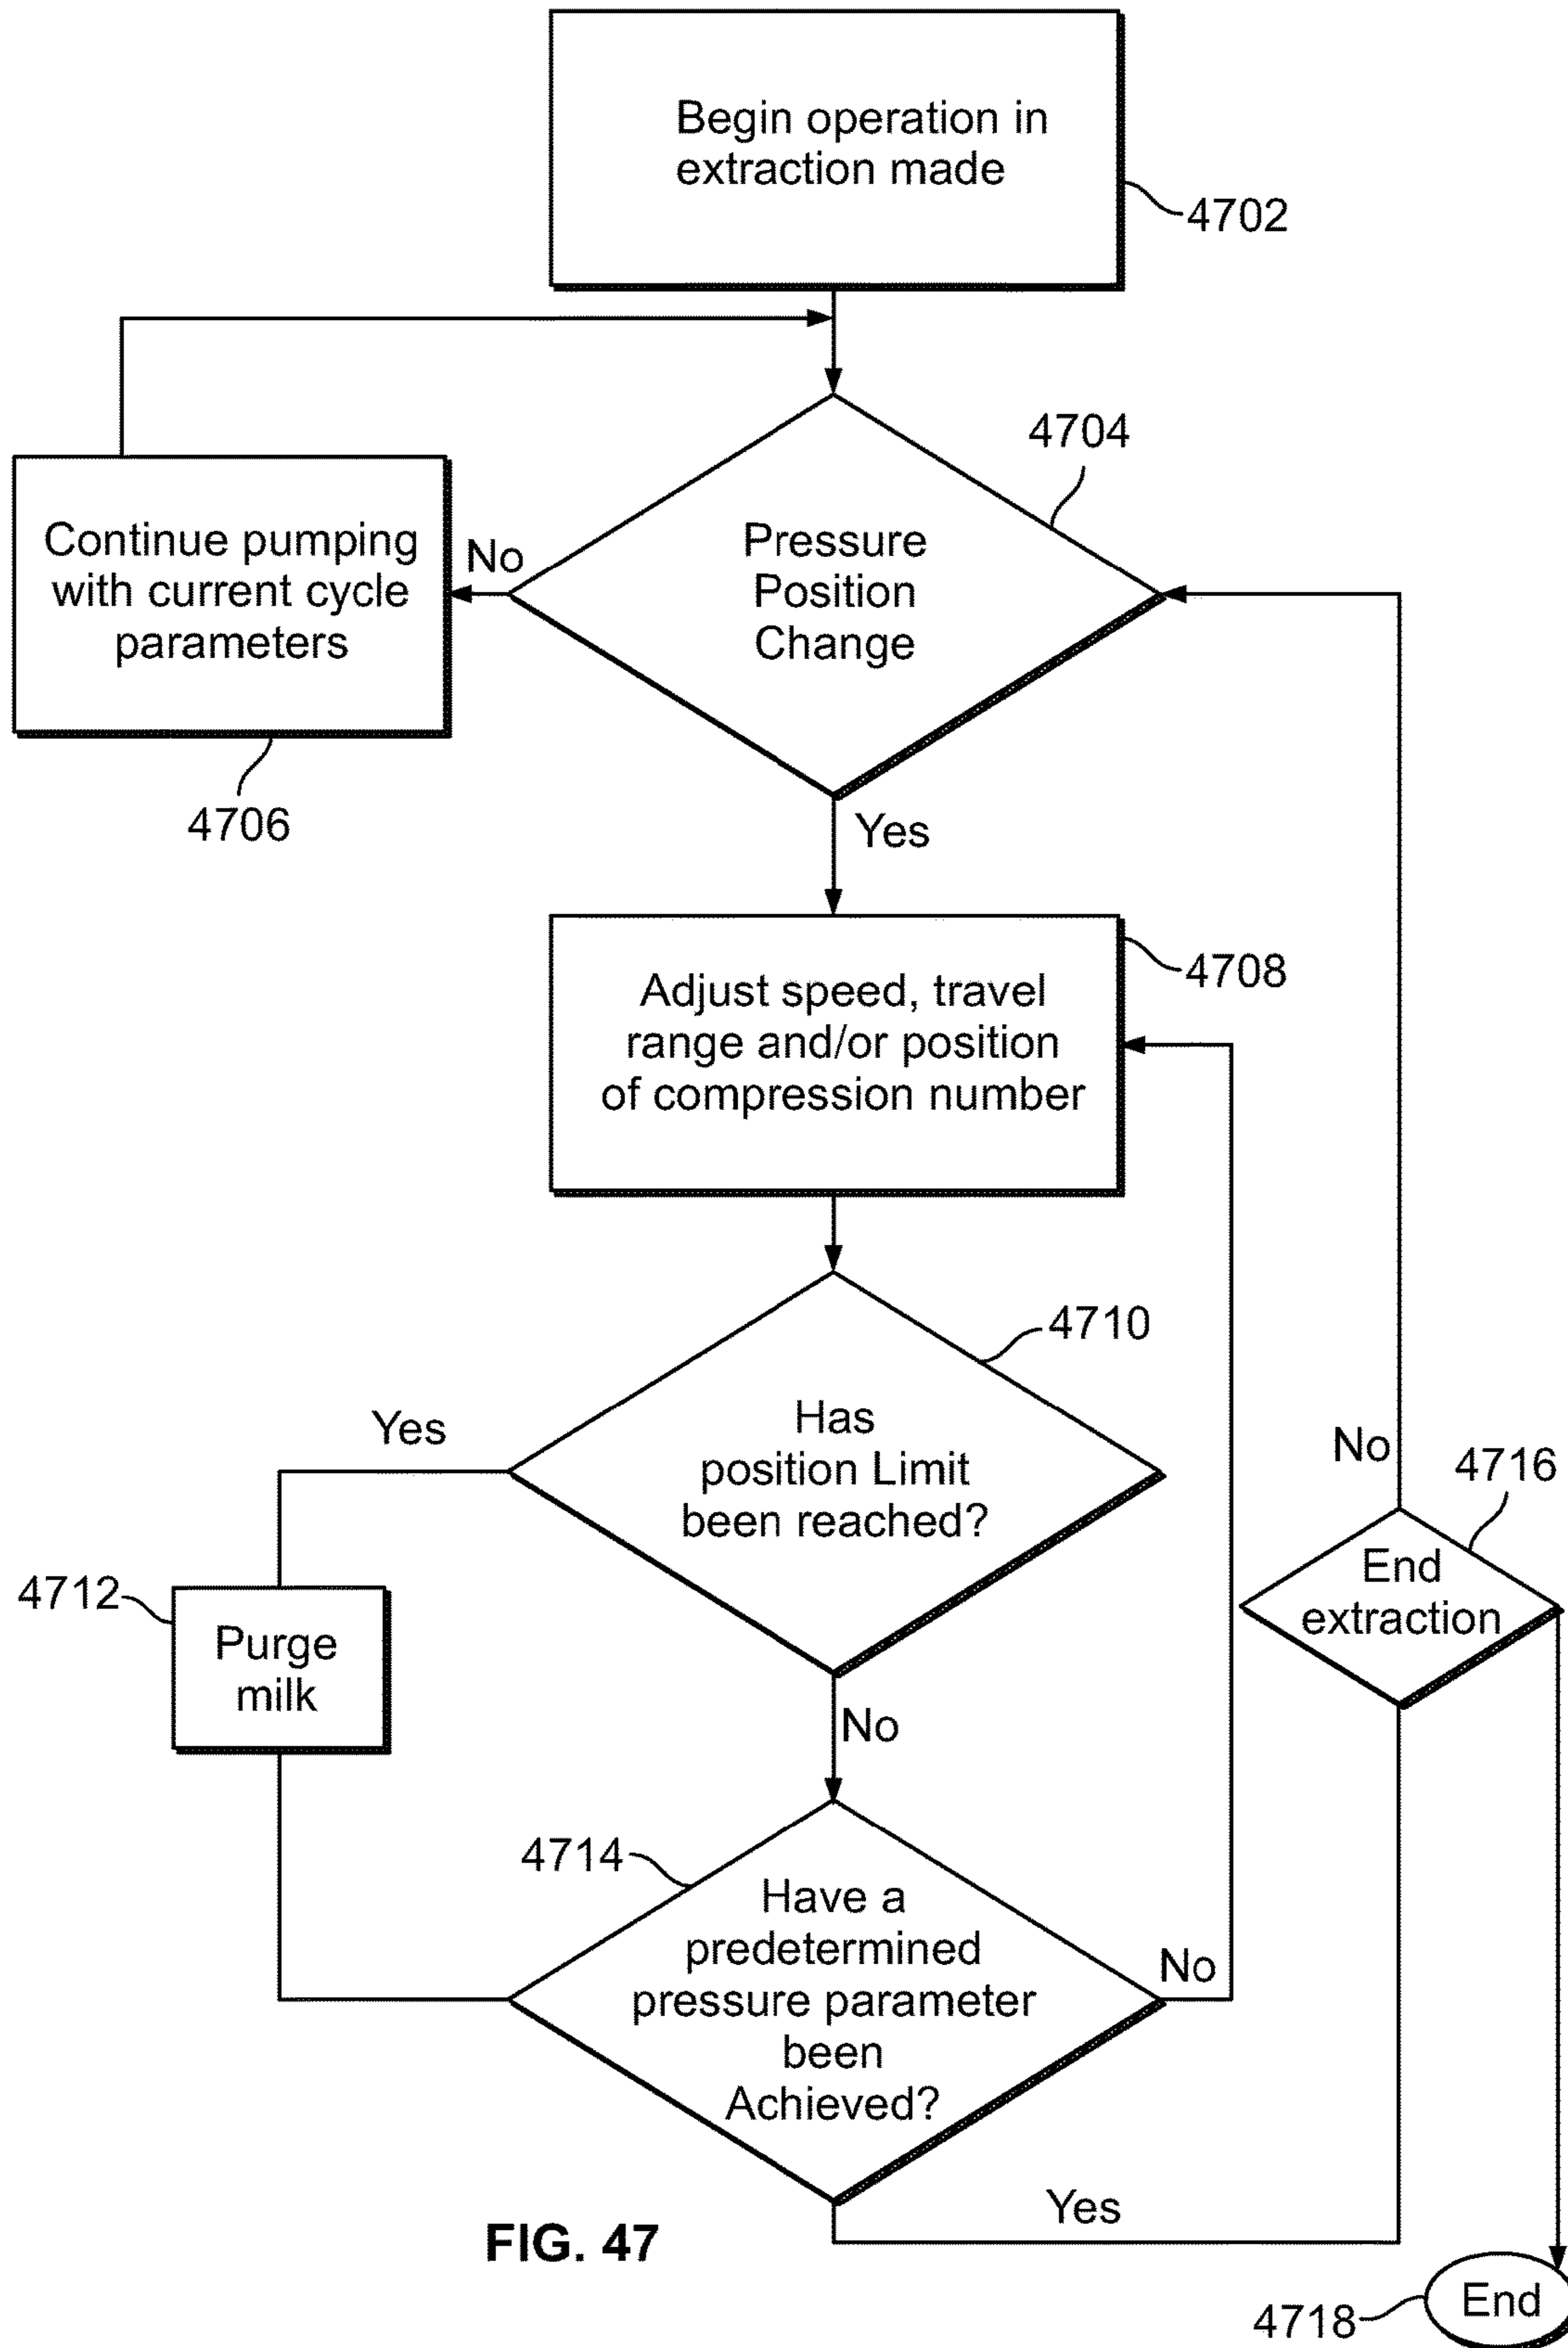 Begin operation in
extraction made
4702
4704
Pressure
Position
Change
No
Continue pumping
with current cycle
parameters
4706
Yes
4708
Adjust speed, travel
range and/or position
of compression number
4710
Has
position Limit
been reached?
Yes
No
4716
End
extraction
4712
Purge
milk
No
4714
Have a
predetermined
pressure parameter
been
Achieved?
No
Yes
FIG. 47
End
4718